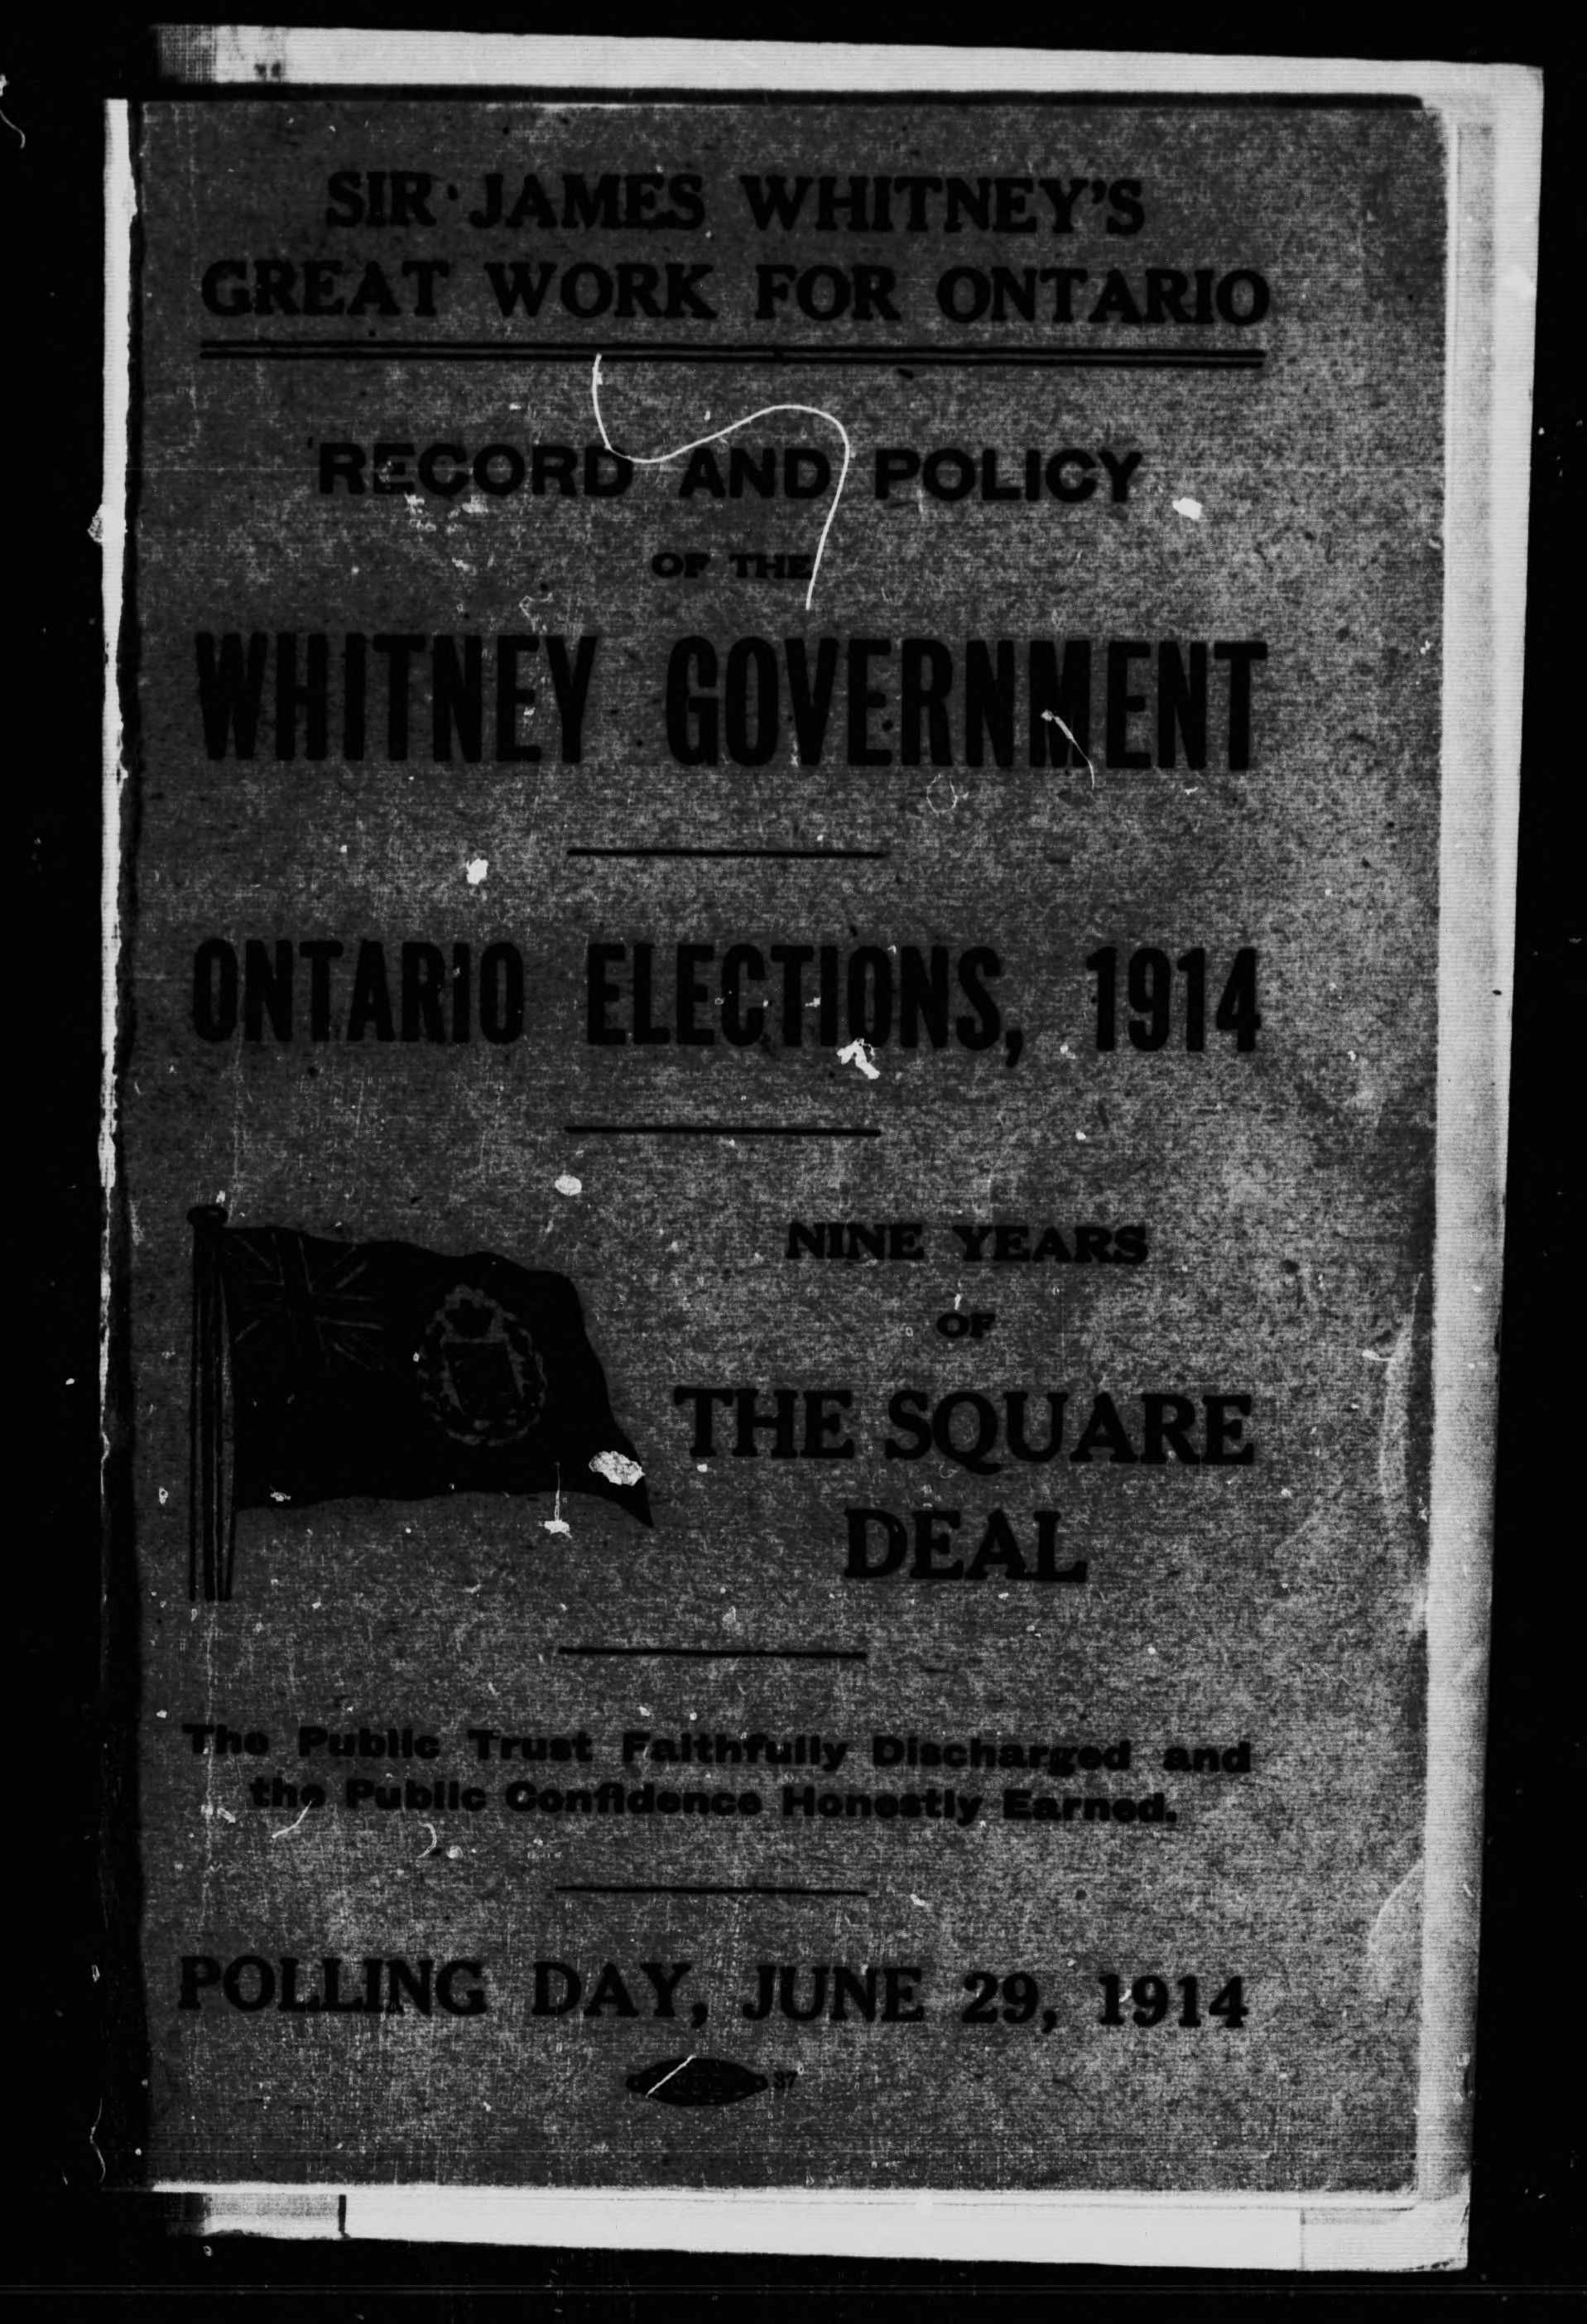 SIR JAMES WHITNEY'S
GREAT WORK FOR ONTARIO
RECORD AND POLICY
OF THE
WHITNEY GOVERNMENT
ONTARIO ELECTIONS, 1914
NINE YEARS
OF
THE SQUARE
DEAL
The Public Trust Faithfully Discharged and
the Public Confidence Honestly Earned.
POLLING DAY, JUNE 29, 1914
37